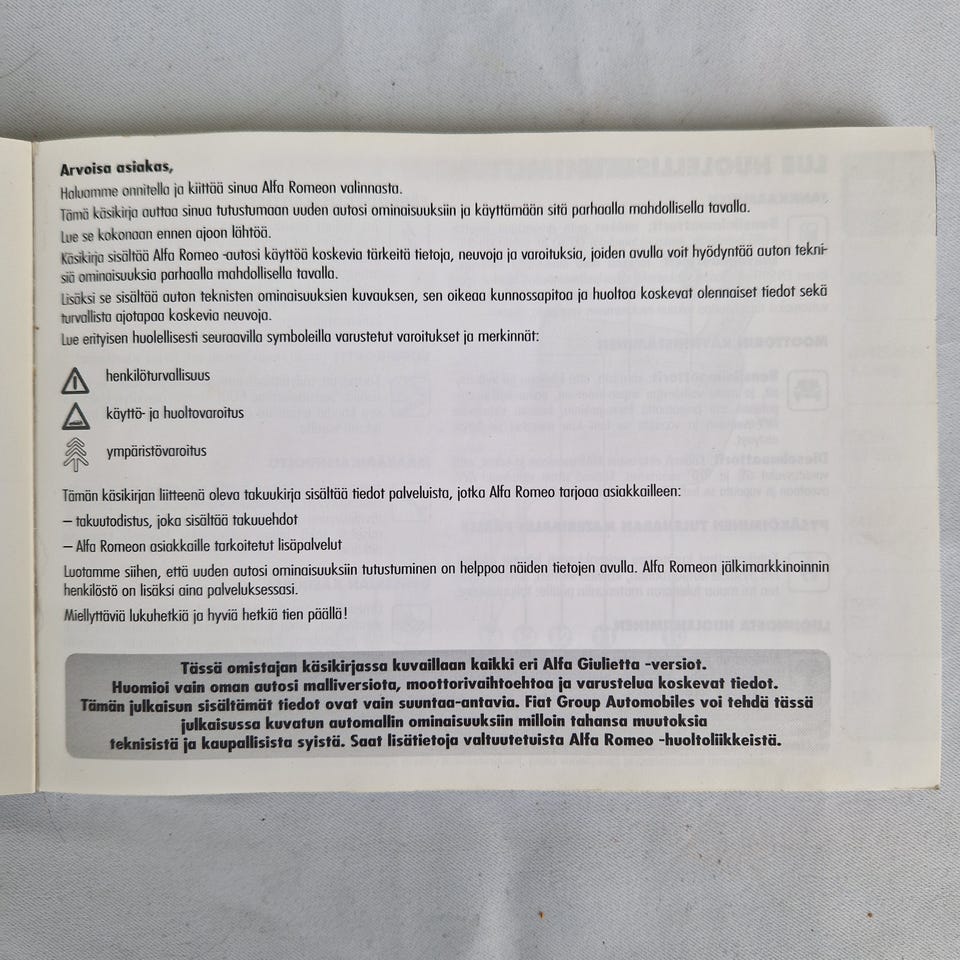 Arvoisa asiakas,
Haluamme onnitella ja kiittää sinua Alfa Romeon valinnasta.
Tämä käsikirja auttaa sinua tutustumaan uuden autosi ominaisuuksiin ja käyttämään sitä parhaalla mahdollisella tavalla.
Lue se kokonaan ennen ajoon lähtöä.
Käsikirja sisältää Alfa Romeo -autosi käyttöä koskevia tärkeitä tietoja, neuvoja ja varoituksia, joiden avulla voit hyödyntää auton tekni-
siä ominaisuuksia parhaalla mahdollisella tavalla.
Lisäksi se sisältää auton teknisten ominaisuuksien kuvauksen, sen oikeaa kunnossapitoa ja huoltoa koskevat olennaiset tiedot sekä
turvallista ajotapaa koskevia neuvoja.
Lue erityisen huolellisesti seuraavilla symboleilla varustetut varoitukset ja merkinnät:
henkilöturvallisuus
käyttö- ja huoltovaroitus
ympäristövaroitus
Tämän käsikirjan liitteenä oleva takuukirja sisältää tiedot palveluista, jotka Alfa Romeo tarjoaa asiakkailleen:
– takuutodistus, joka sisältää takuuehdot
– Alfa Romeon asiakkaille tarkoitetut lisäpalvelut
Luotamme siihen, että uuden autosi ominaisuuksiin tutustuminen on helppoa näiden tietojen avulla. Alfa Romeon jälkimarkkinoinnin
henkilöstö on lisäksi aina palveluksessasi.
Miellyttäviä lukuhetkiä ja hyviä hetkiä tien päällä!
Tässä omistajan käsikirjassa kuvaillaan kaikki eri Alfa Giulietta -versiot.
Huomioi vain oman autosi malliversiota, moottorivaihtoehtoa ja varustelua koskevat tiedot.
Tämän julkaisun sisältämät tiedot ovat vain suuntaa-antavia. Fiat Group Automobiles voi tehdä tässä
julkaisussa kuvatun automallin ominaisuuksiin milloin tahansa muutoksia
teknisistä ja kaupallisista syistä. Saat lisätietoja valtuutetuista Alfa Romeo -huoltoliikkeistä.